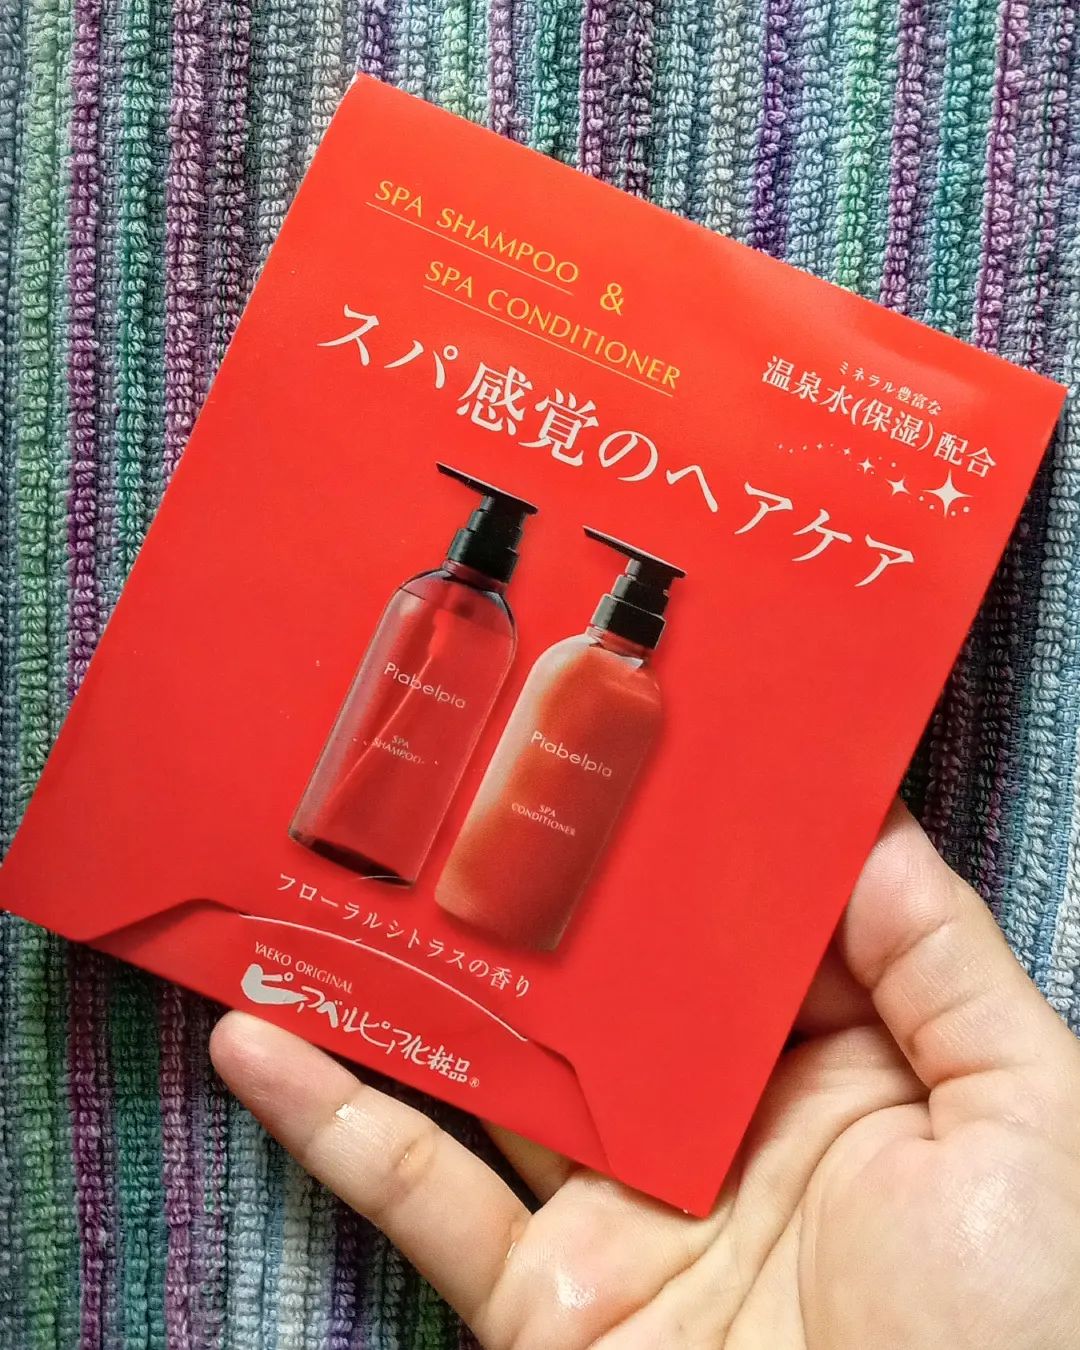 SPA SHAMPOO &
SPA CONDITIONER
スパ感覚のヘアケア
ミネラル豊富な
温泉水(保湿)配合
Piabelpia
SPA
SHAMPOO
Piabelpia
SPA
CONDITIONER
フローラルシトラスの香り
YAEKO ORIGINAL
ピアベルピア化粧品®